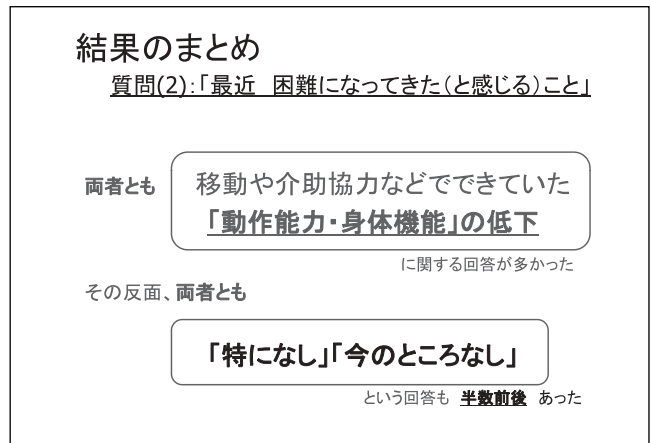 結果のまとめ
質問(2):「最近　困難になってきた(と感じる)こと」
両者とも
移動や介助協力などでできていた
「動作能力・身体機能」の低下
に関する回答が多かった
その反面、両者とも
「特になし」「今のところなし」
という回答も 半数前後 あった